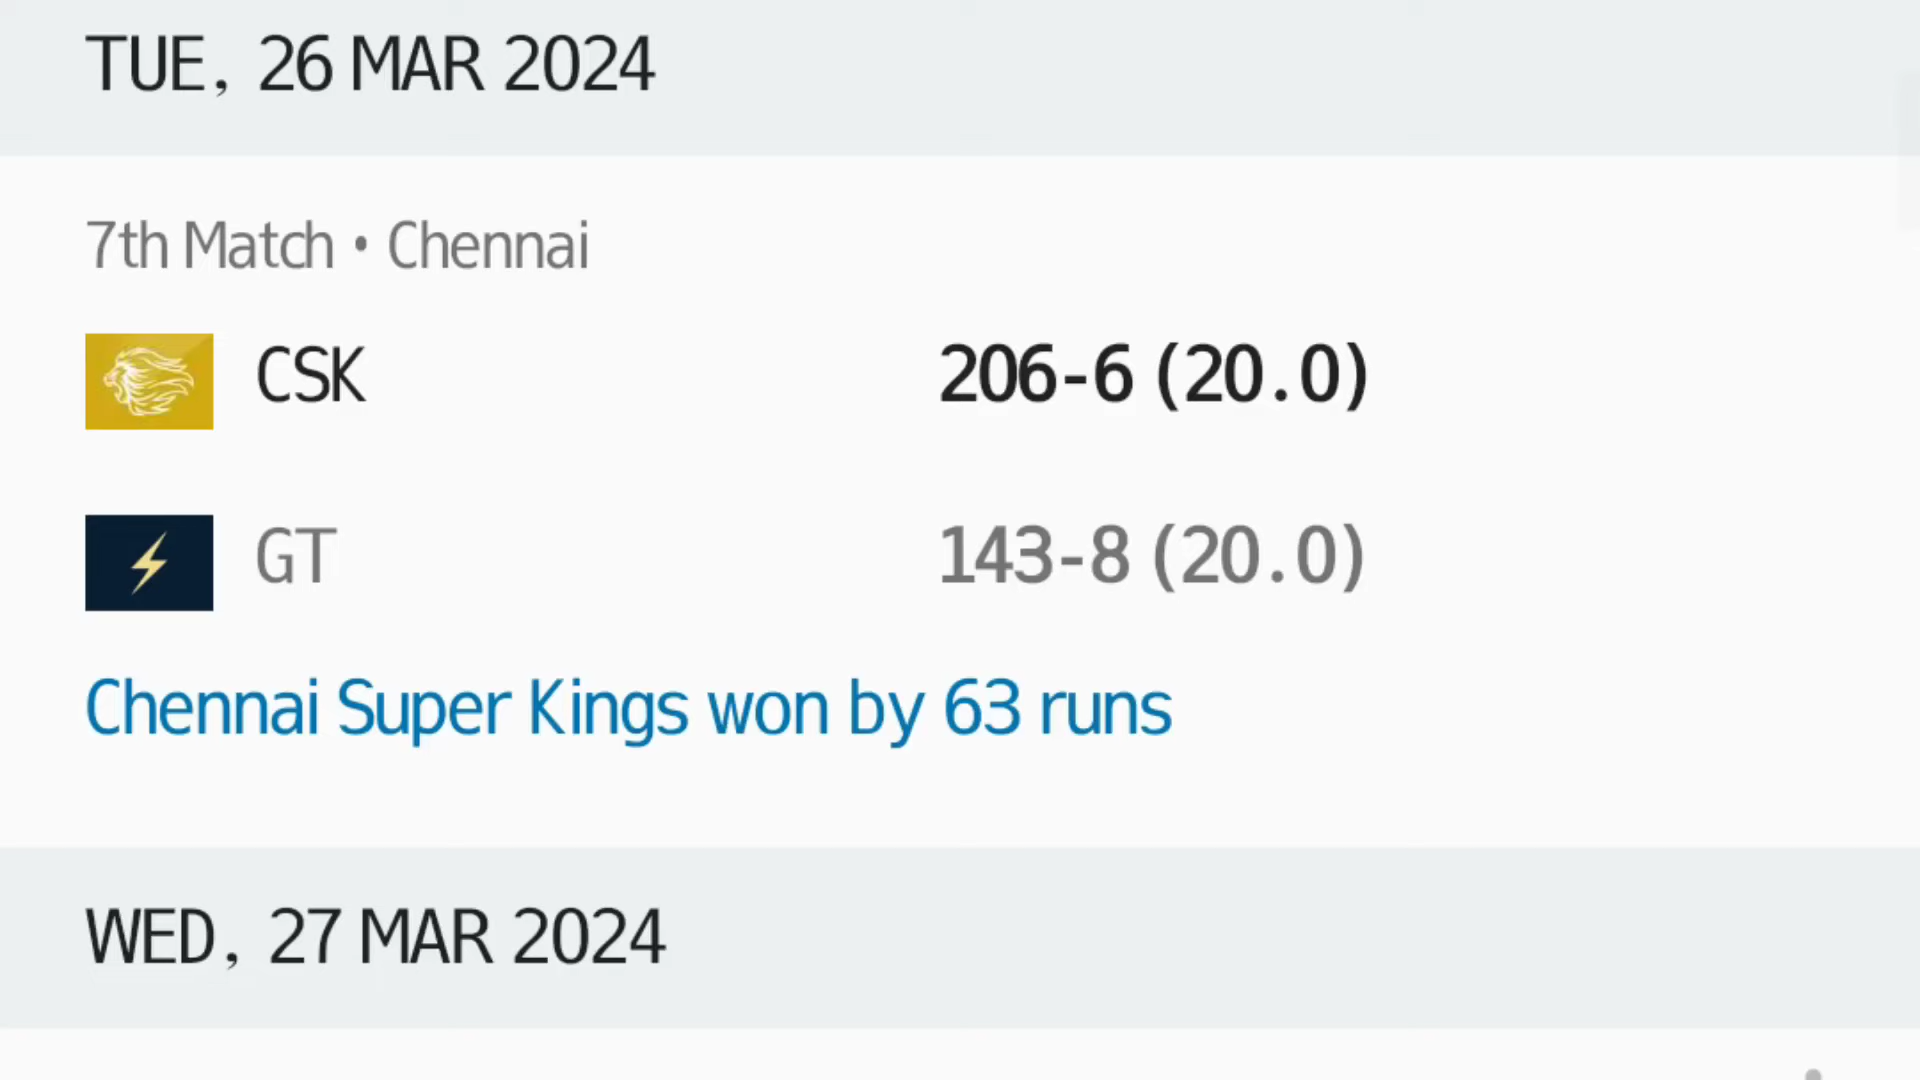 TUE, 26 MAR 2024
7th Match • Chennai
CSK 206-6 (20.0)
GT 143-8 (20.0)
Chennai Super Kings won by 63 runs
WED, 27 MAR 2024